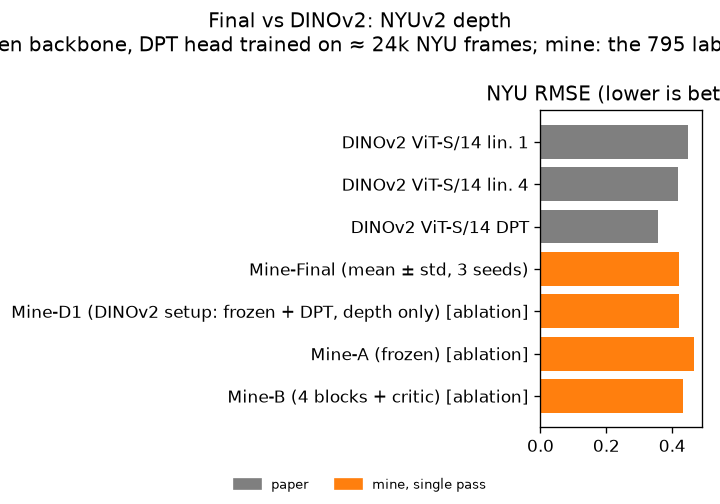 Final vs DINOv2: NYUv2 depth
en backbone, DPT head trained on ≈ 24k NYU frames; mine: the 795 lab
NYU RMSE (lower is bet
DINOv2 ViT-S/14 lin. 1
DINOv2 ViT-S/14 lin. 4
DINOv2 ViT-S/14 DPT
Mine-Final (mean ± std, 3 seeds)
Mine-D1 (DINOv2 setup: frozen + DPT, depth only) [ablation]
Mine-A (frozen) [ablation]
Mine-B (4 blocks + critic) [ablation]
0.0 0.2 0.4
paper mine, single pass